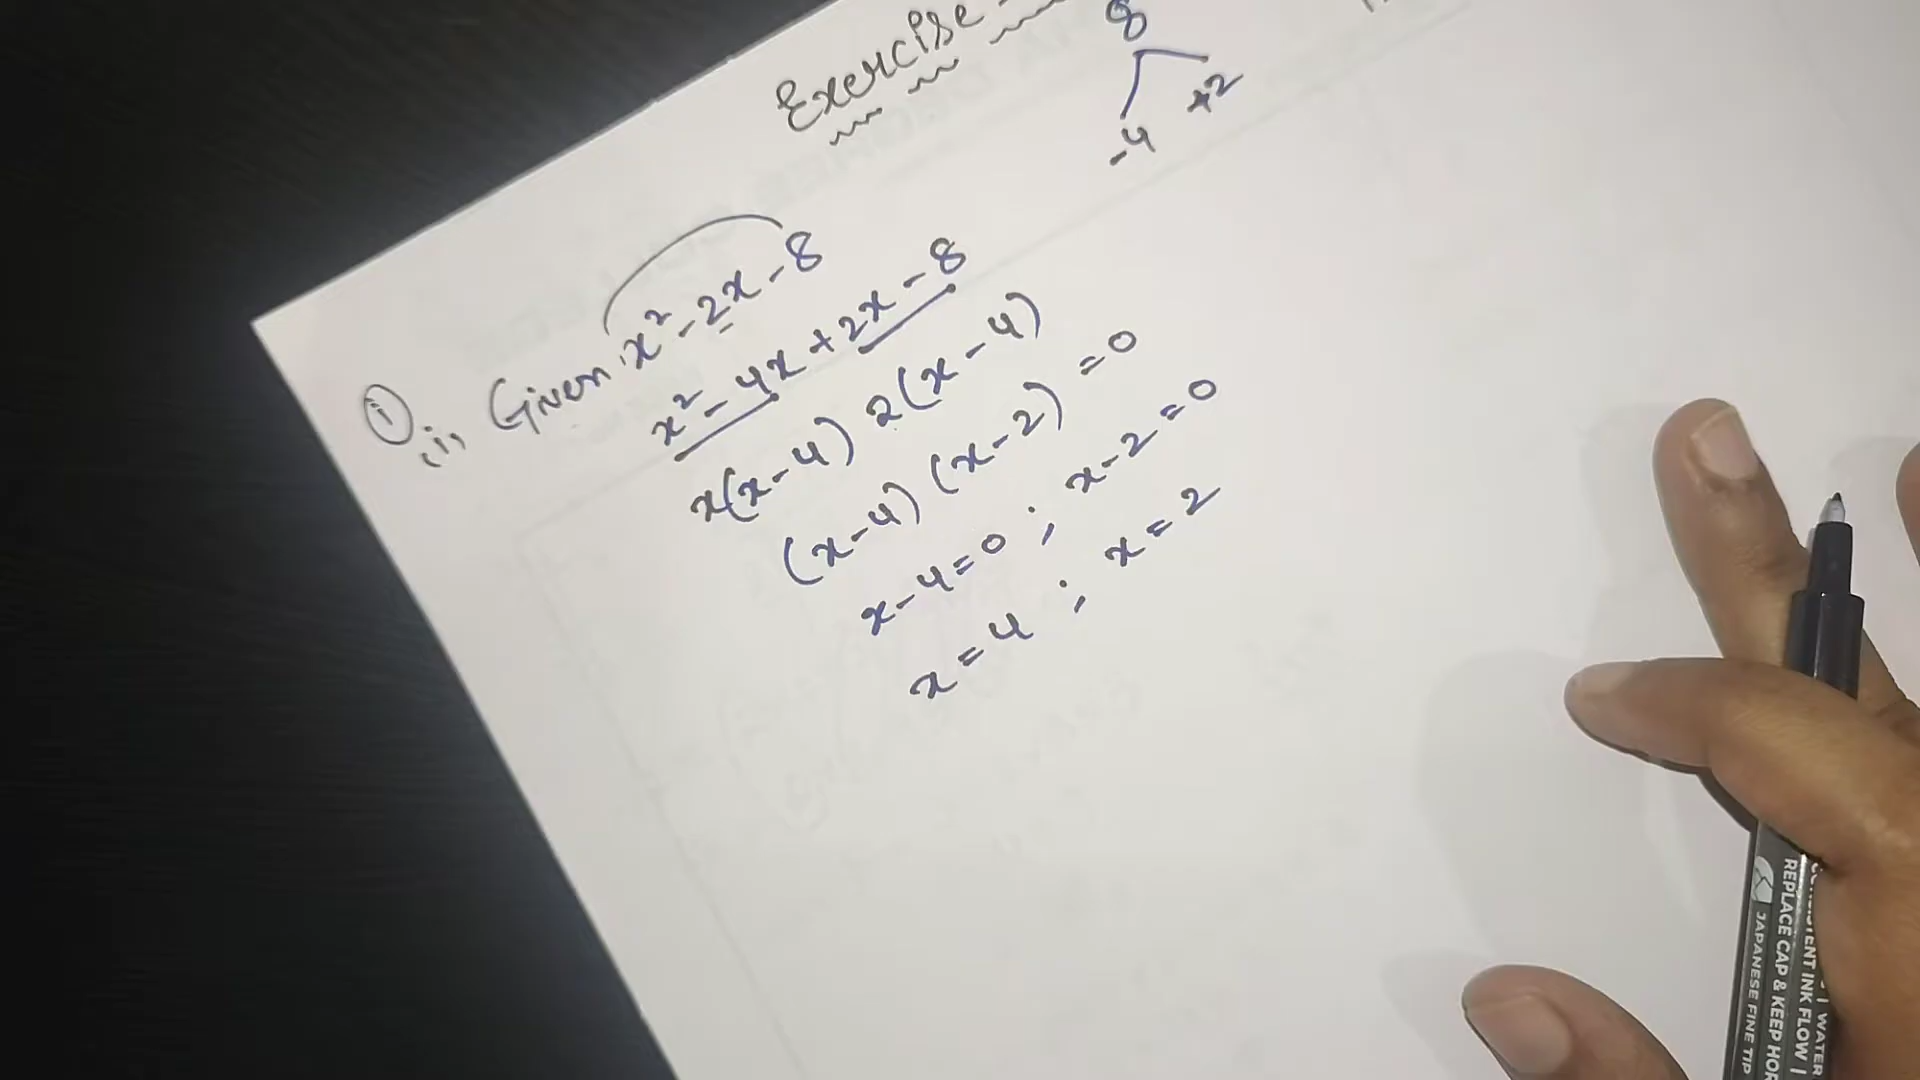 Exercise
8
-4 +2
① (i) Given x² - 2x - 8
x² - 4x + 2x - 8
x(x-4) 2(x-4)
(x-4) (x-2) = 0
x-4=0 ; x-2=0
x=4 ; x=2
REPLACE CAP & KEEP HOR
JAPANESE FINE TIP